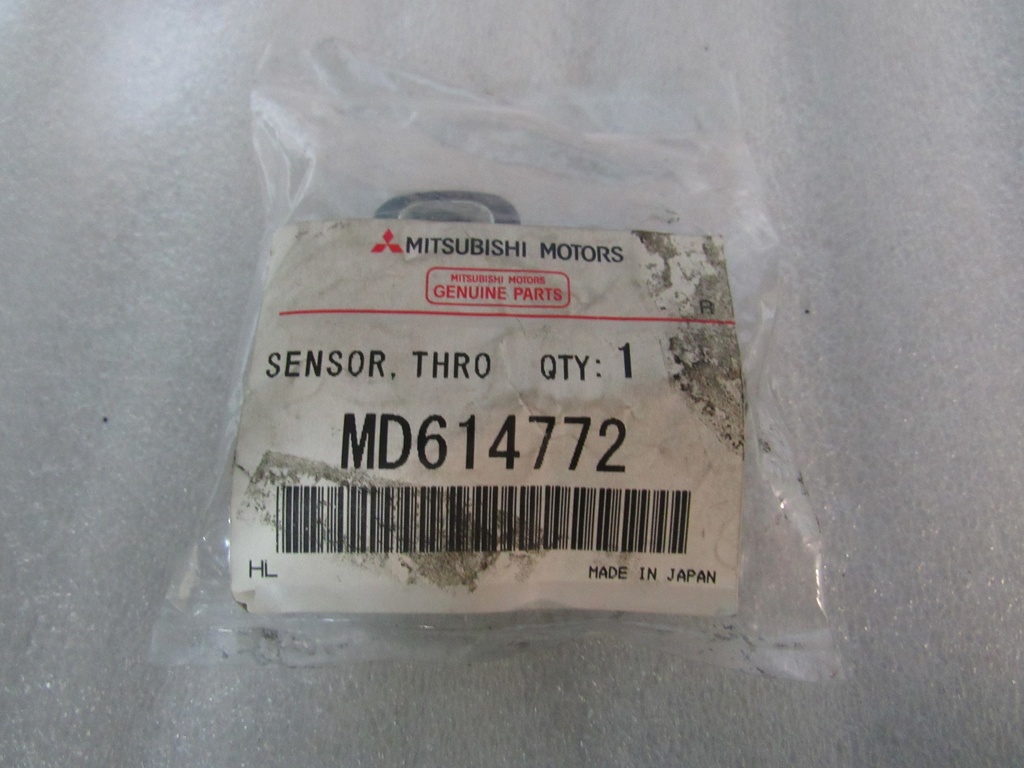 MITSUBISHI MOTORS
MITSUBISHI MOTORS
GENUINE PARTS
R
SENSOR, THRO QTY: 1
MD614772
HL MADE IN JAPAN